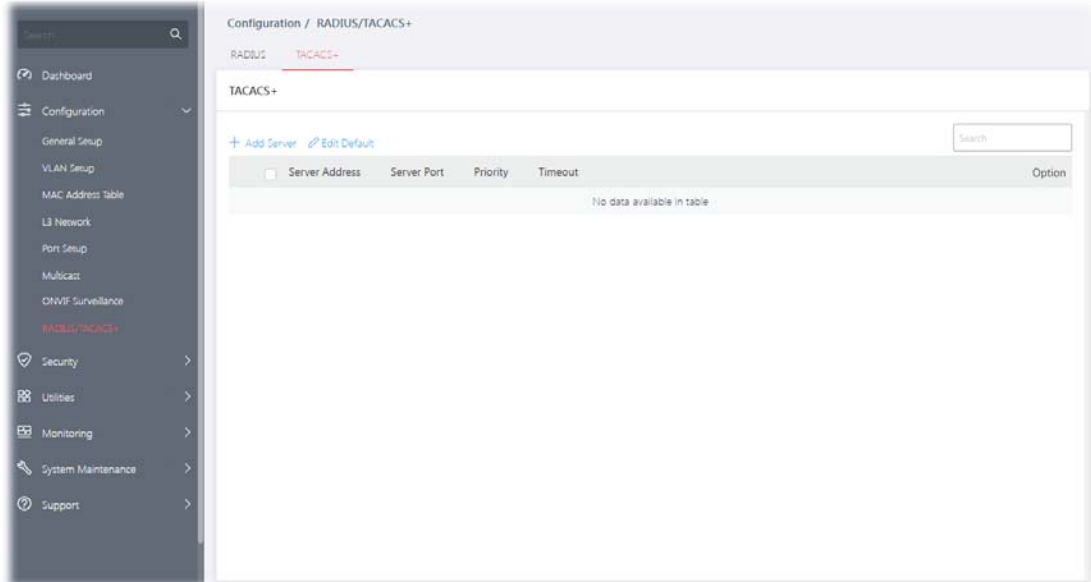 Search
Dashboard
Configuration
General Setup
VLAN Setup
MAC Address Table
L3 Network
Port Setup
Multicast
ONVIF Surveillance
RADIUS/TACACS+
Security
Utilities
Monitoring
System Maintenance
Support
Configuration / RADIUS/TACACS+
RADIUS TACACS+
TACACS+
+ Add Server Edit Default
Search
Server Address Server Port Priority Timeout Option
No data available in table